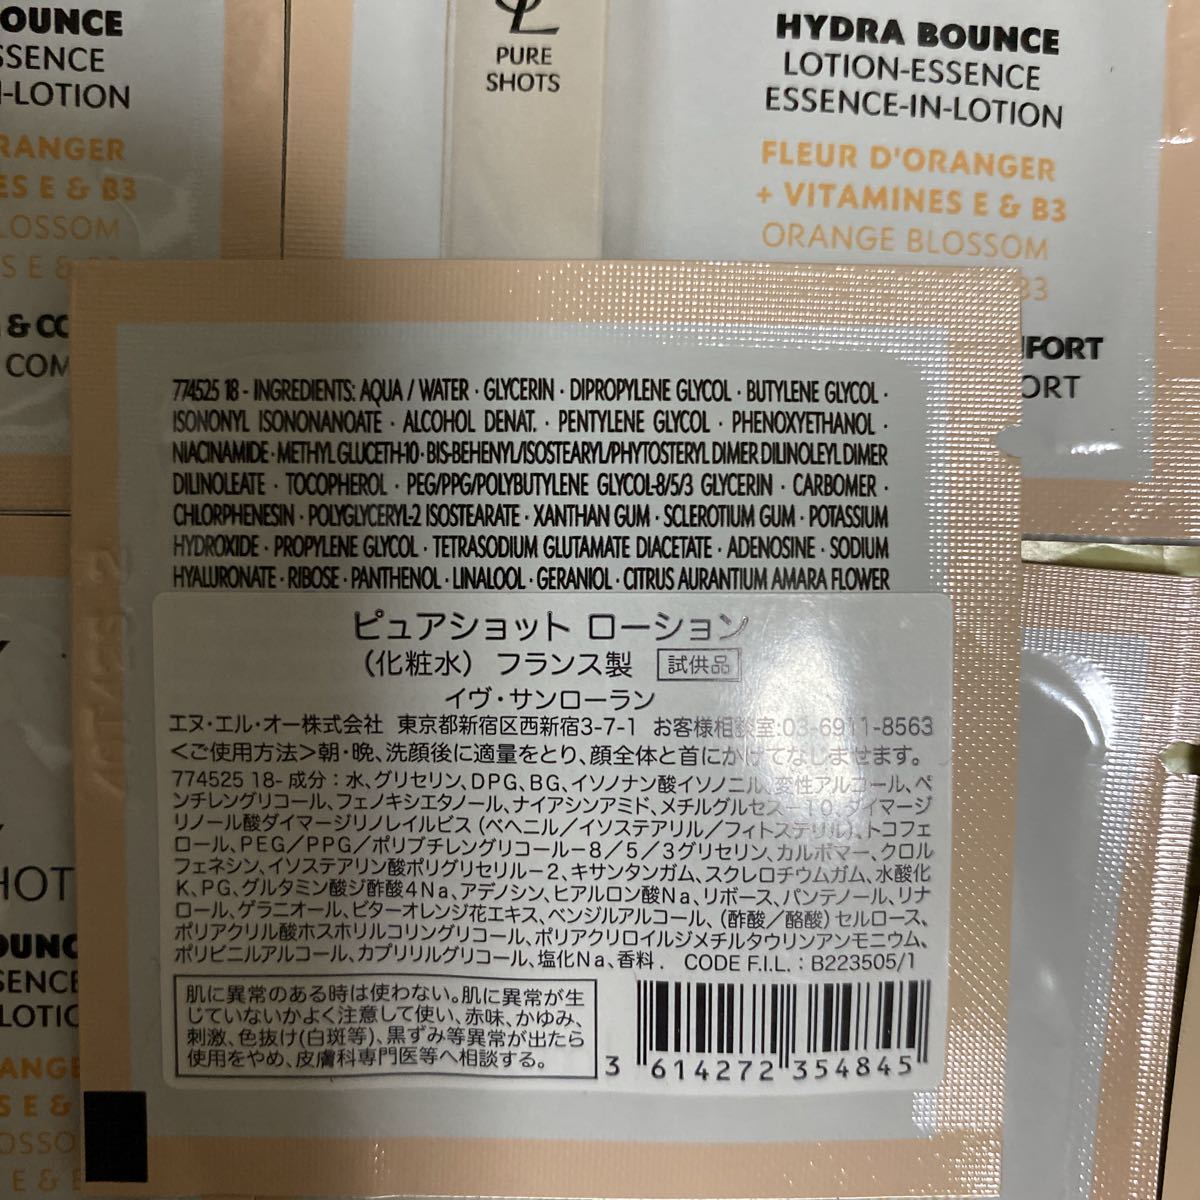 OUNCE
SSENCE
-LOTION
RANGER
ES E & B3
LOSSOM
PURE
SHOTS
HYDRA BOUNCE
LOTION-ESSENCE
ESSENCE-IN-LOTION
FLEUR D'ORANGER
+ VITAMINES E & B3
ORANGE BLOSSOM
B3
& CO
COM
FORT
ORT
774525 18 - INGREDIENTS: AQUA / WATER · GLYCERIN · DIPROPYLENE GLYCOL · BUTYLENE GLYCOL ·
ISONONYL ISONONANOATE · ALCOHOL DENAT. · PENTYLENE GLYCOL · PHENOXYETHANOL ·
NIACINAMIDE · METHYL GLUCETH-10 · BIS-BEHENYL/ISOSTEARYL/PHYTOSTERYL DIMER DILINOLEYL DIMER
DILINOLEATE · TOCOPHEROL · PEG/PPG/POLYBUTYLENE GLYCOL-8/5/3 GLYCERIN · CARBOMER ·
CHLORPHENESIN · POLYGLYCERYL-2 ISOSTEARATE · XANTHAN GUM · SCLEROTIUM GUM · POTASSIUM
HYDROXIDE · PROPYLENE GLYCOL · TETRASODIUM GLUTAMATE DIACETATE · ADENOSINE · SODIUM
HYALURONATE · RIBOSE · PANTHENOL · LINALOOL · GERANIOL · CITRUS AURANTIUM AMARA FLOWER
ピュアショット ローション
（化粧水） フランス製 試供品
イヴ・サンローラン
エヌ・エル・オー株式会社 東京都新宿区西新宿3-7-1 お客様相談室:03-6911-8563
＜ご使用方法＞朝・晩、洗顔後に適量をとり、顔全体と首にかけてなじませます。
774525 18- 成分：水、グリセリン、DPG、BG、イソノナン酸イソノニル、変性アルコール、ペ
ンチレングリコール、フェノキシエタノール、ナイアシンアミド、メチルグルセス－10、ダイマージ
リノール酸ダイマージリノレイルビス（ベヘニル／イソステアリル／フィトステリル）、トコフェ
ロール、PEG／PPG／ポリブチレングリコール－8／5／3グリセリン、カルボマー、クロル
フェネシン、イソステアリン酸ポリグリセリル－2、キサンタンガム、スクレロチウムガム、水酸化
K、PG、グルタミン酸ジ酢酸4Na、アデノシン、ヒアルロン酸Na、リボース、パンテノール、リナ
ロール、ゲラニオール、ビターオレンジ花エキス、ベンジルアルコール、（酢酸／酪酸）セルロース、
ポリアクリル酸ホスホリルコリングリコール、ポリアクリロイルジメチルタウリンアンモニウム、
ポリビニルアルコール、カプリリルグリコール、塩化Na、香料． CODE F.I.L.：B223505/1
肌に異常のある時は使わない。肌に異常が生
じていないかよく注意して使い、赤味、かゆみ、
刺激、色抜け(白斑等)、黒ずみ等異常が出たら
使用をやめ、皮膚科専門医等へ相談する。
3 614272 354845
HOT
OUNC
SENCE
LOTIO
ANGE
S E &
LOSSO
S E &